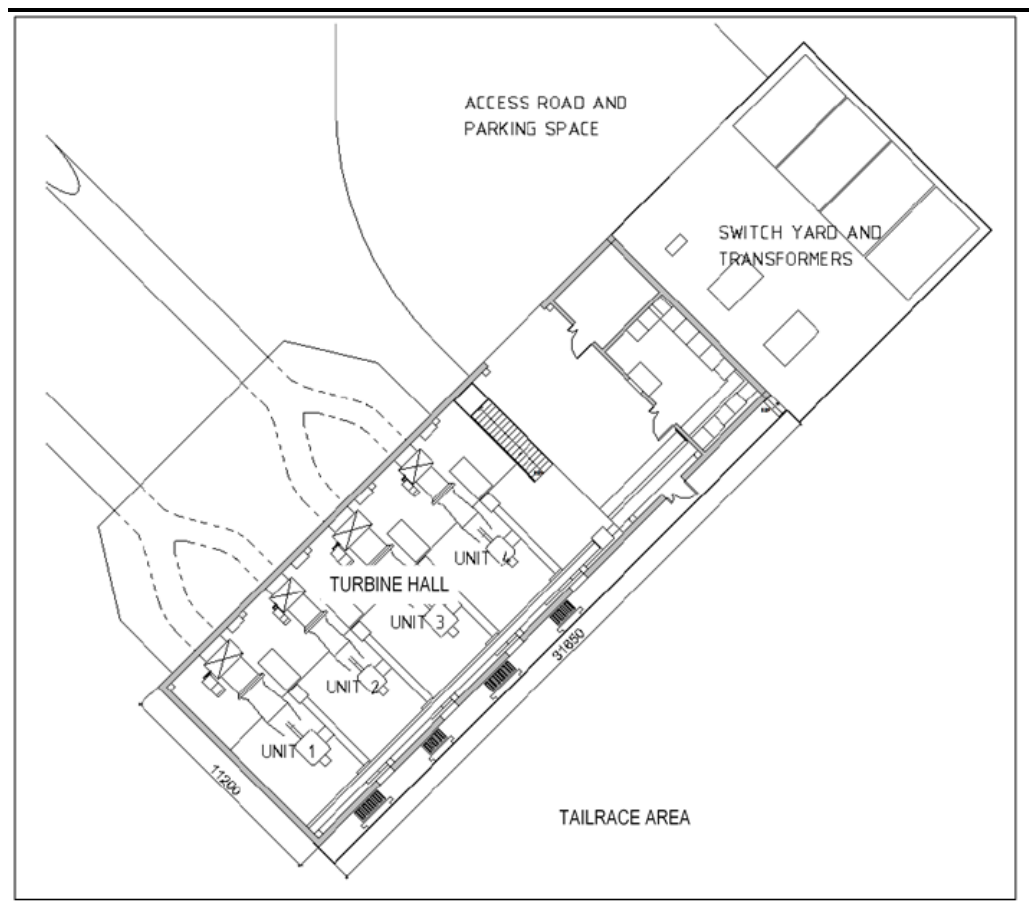 ACCESS ROAD AND
PARKING SPACE
SWITCH YARD AND
TRANSFORMERS
UNIT 4
TURBINE HALL
UNIT 3
31650
UNIT 2
UNIT 1
11200
TAILRACE AREA